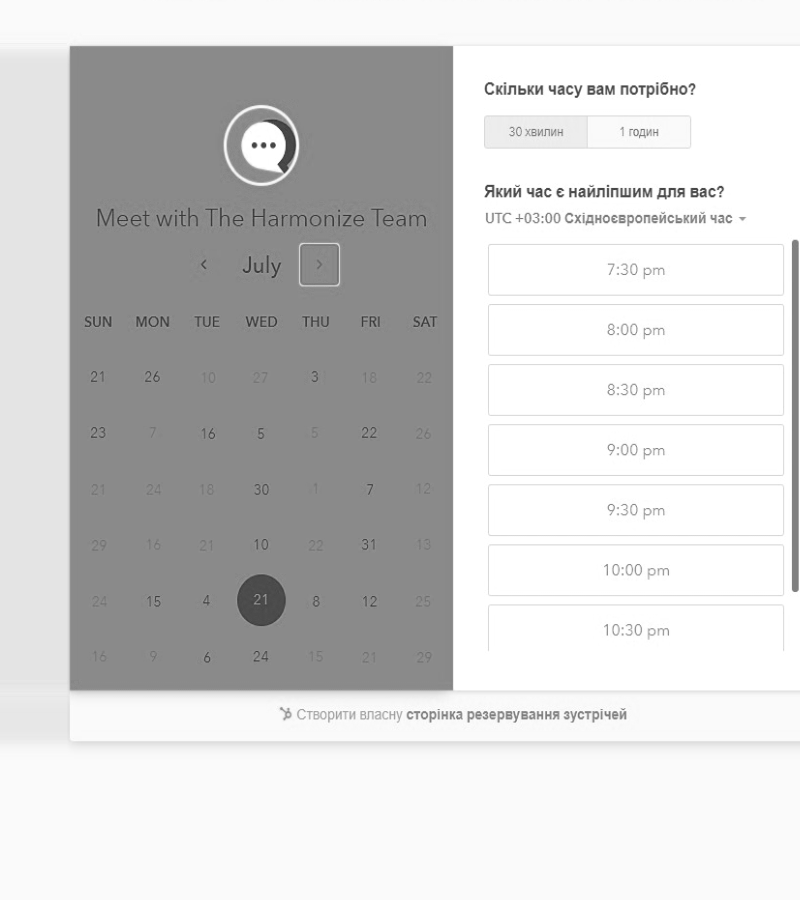 Meet with The Harmonize Team
July
SUN MON TUE WED THU FRI SAT
21 26 10 27 3 18 22
23 7 16 5 5 22 26
21 24 18 30 1 7 12
29 16 21 10 22 31 13
24 15 4 21 8 12 25
16 9 6 24 15 21 29
Скільки часу вам потрібно?
30 хвилин 1 годин
Який час є найліпшим для вас?
UTC +03:00 Східноєвропейський час
7:30 pm
8:00 pm
8:30 pm
9:00 pm
9:30 pm
10:00 pm
10:30 pm
Створити власну сторінка резервування зустрічей